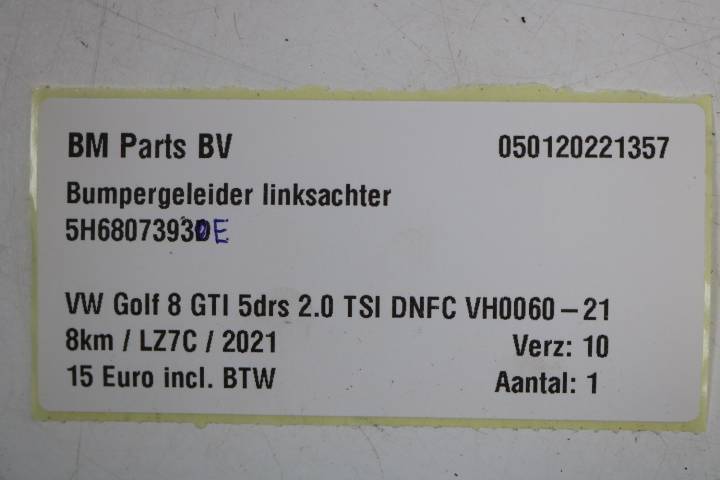 BM Parts BV 050120221357
Bumpergeleider linksachter
5H6807393 E
VW Golf 8 GTI 5drs 2.0 TSI DNFC VH0060-21
8km / LZ7C / 2021 Verz: 10
15 Euro incl. BTW Aantal: 1